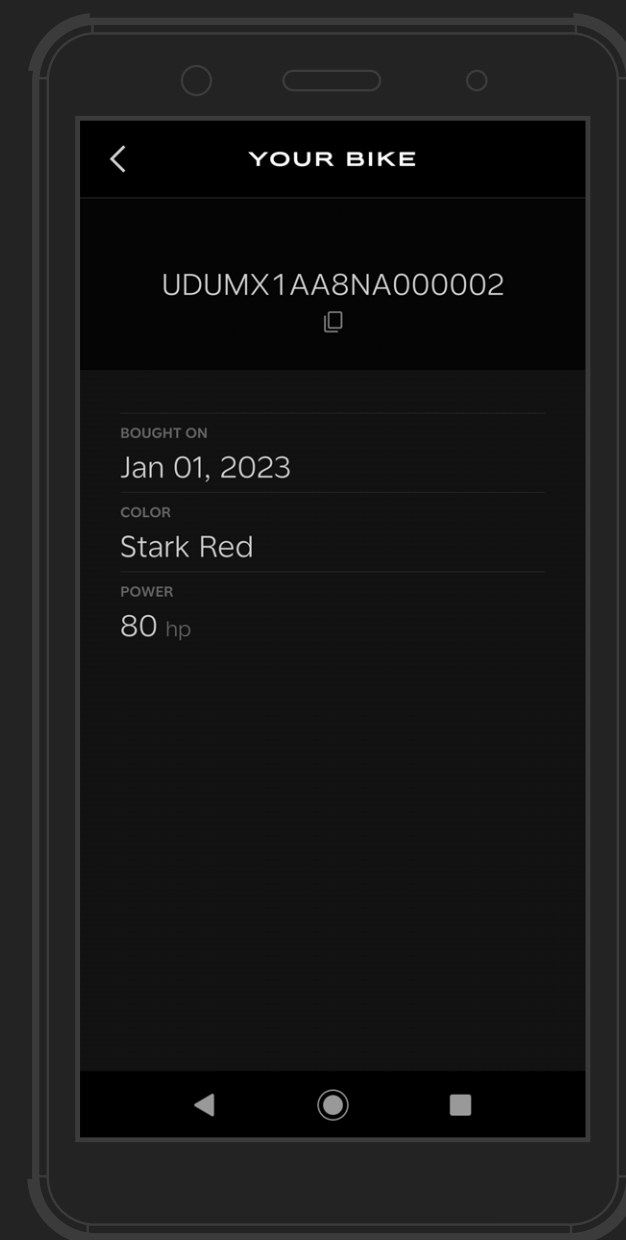 YOUR BIKE
UDUMX1AA8NA000002
BOUGHT ON
Jan 01, 2023
COLOR
Stark Red
POWER
80 hp